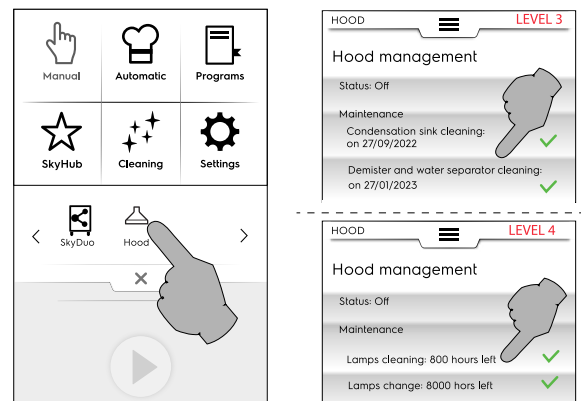 Manual Automatic Programs
SkyHub Cleaning Settings
SkyDuo Hood
HOOD LEVEL 3
Hood management
Status: Off
Maintenance
Condensation sink cleaning:
on 27/09/2022
Demister and water separator cleaning:
on 27/01/2023
HOOD LEVEL 4
Hood management
Status: Off
Maintenance
Lamps cleaning: 800 hours left
Lamps change: 8000 hors left